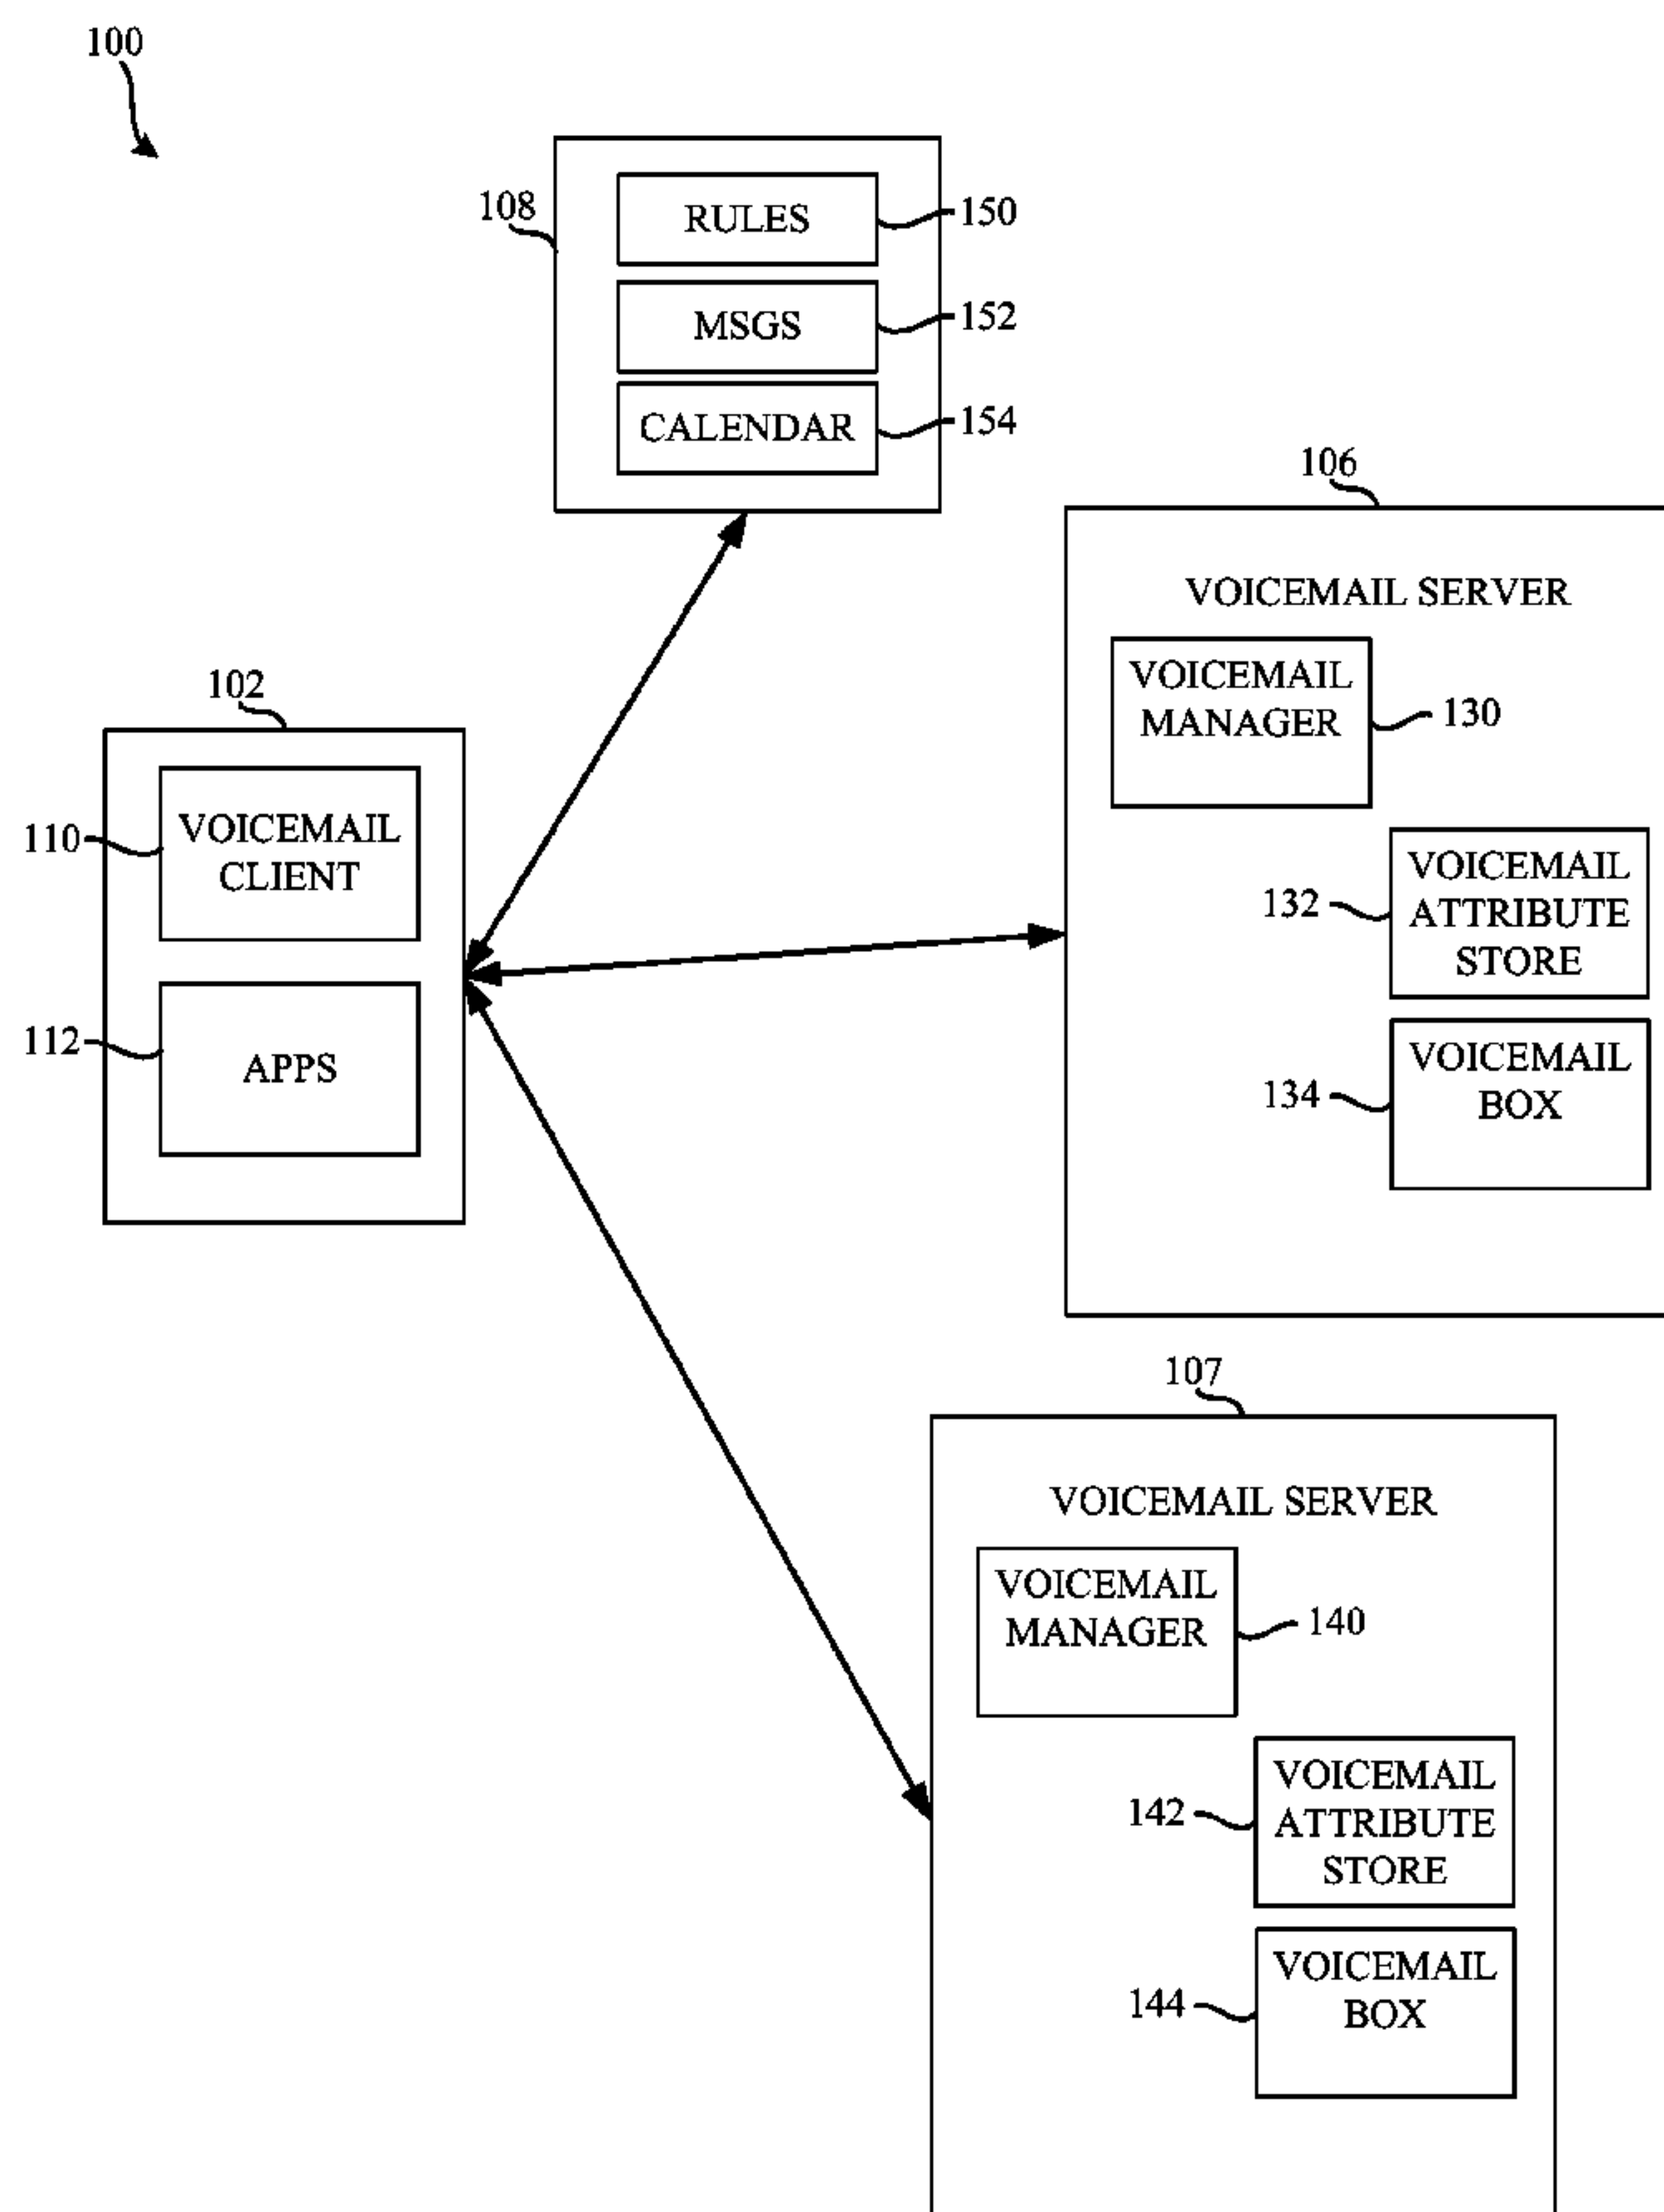 100
108
RULES
150
MSGS
152
CALENDAR
154
106
VOICEMAIL SERVER
VOICEMAIL
MANAGER
130
132
VOICEMAIL
ATTRIBUTE
STORE
134
VOICEMAIL
BOX
102
110
VOICEMAIL
CLIENT
112
APPS
107
VOICEMAIL SERVER
VOICEMAIL
MANAGER
140
142
VOICEMAIL
ATTRIBUTE
STORE
144
VOICEMAIL
BOX